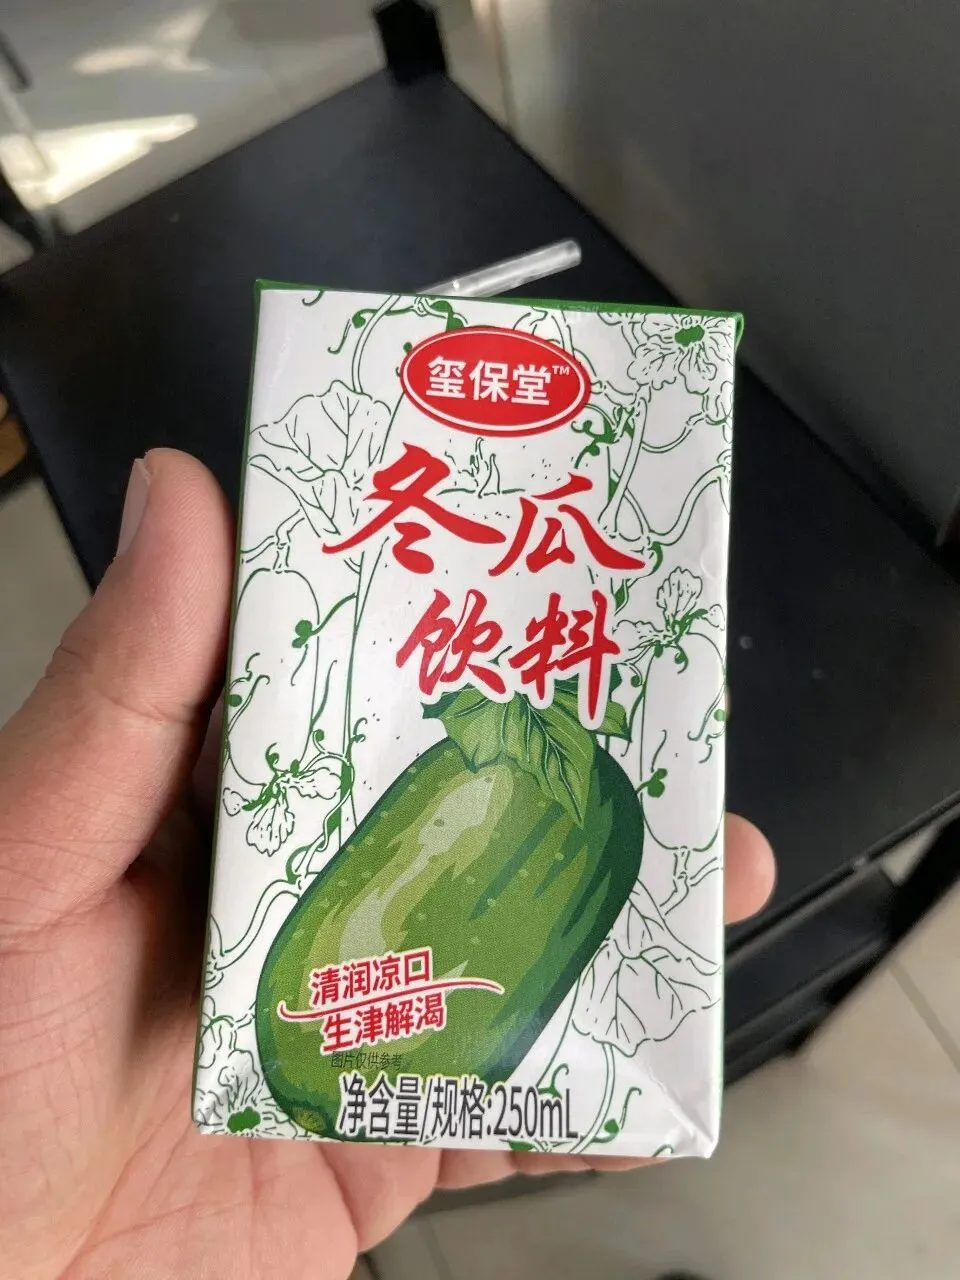 玺保堂™
冬瓜
饮料
清润凉口
生津解渴
图片仅供参考
净含量/规格:250mL